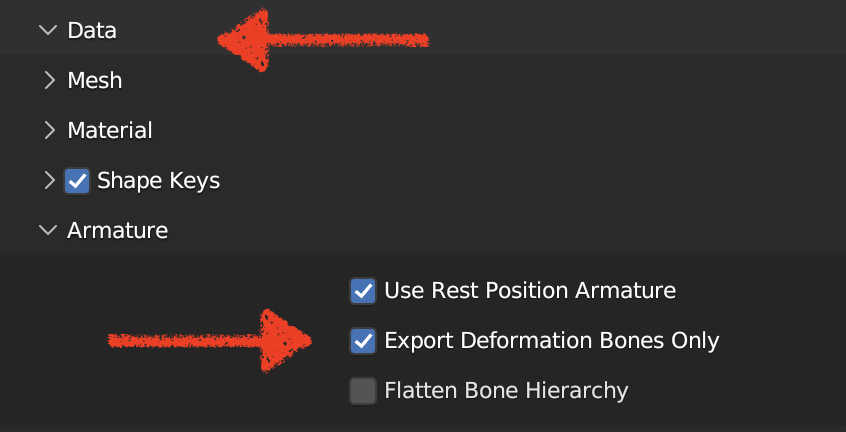 Data
Mesh
Material
Shape Keys
Armature
Use Rest Position Armature
Export Deformation Bones Only
Flatten Bone Hierarchy